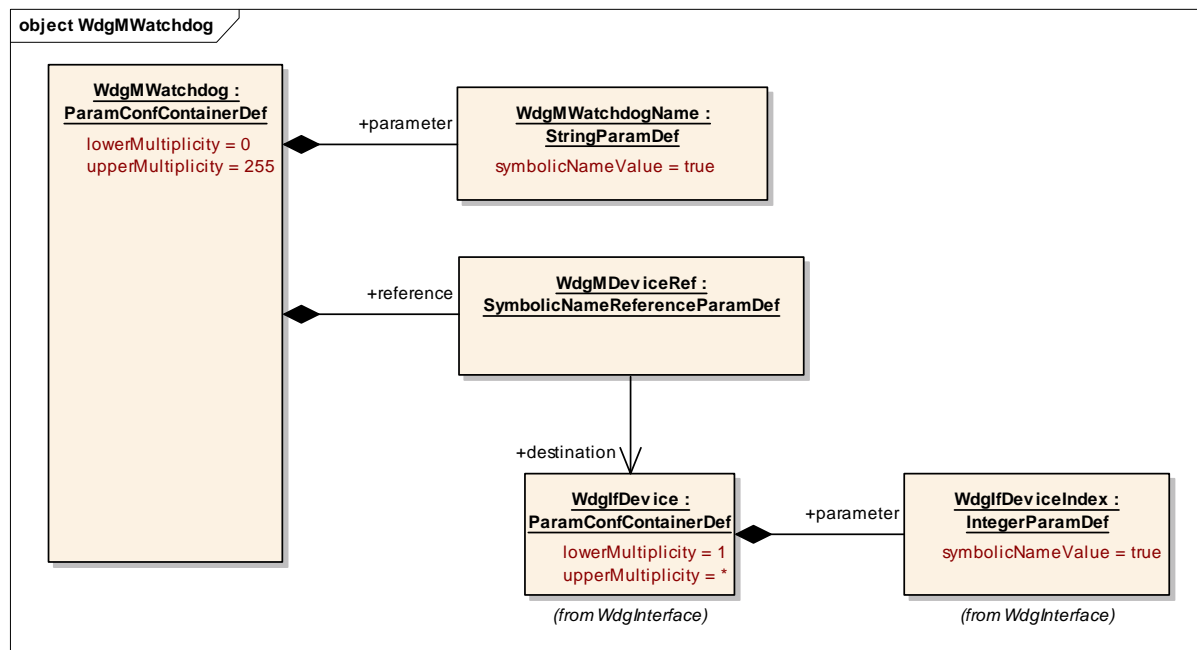 object WdgMWatchdog
WdgMWatchdog :
ParamConfContainerDef
lowerMultiplicity = 0
upperMultiplicity = 255
+parameter
WdgMWatchdogName :
StringParamDef
symbolicNameValue = true
+reference
WdgMDeviceRef :
SymbolicNameReferenceParamDef
+destination
WdgIfDevice :
ParamConfContainerDef
lowerMultiplicity = 1
upperMultiplicity = *
(from WdgInterface)
+parameter
WdgIfDeviceIndex :
IntegerParamDef
symbolicNameValue = true
(from WdgInterface)